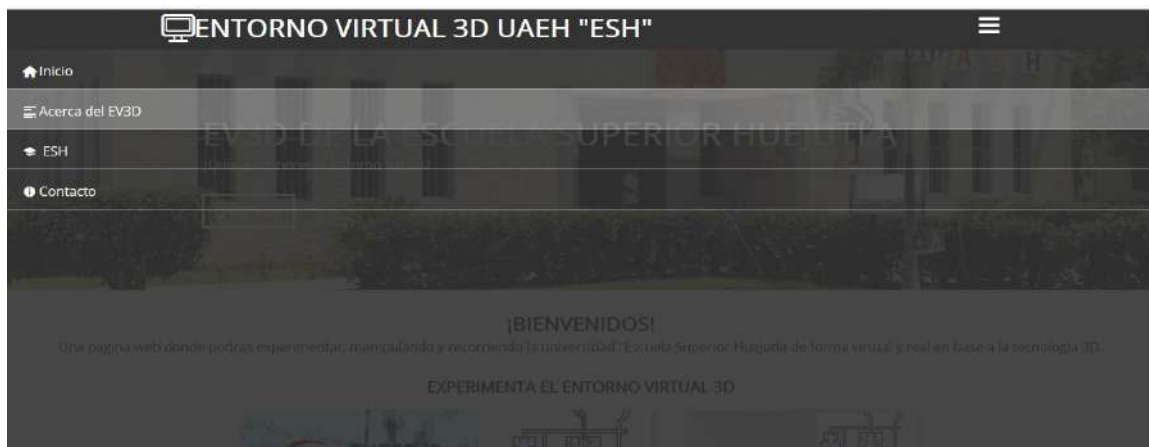 ENTORNO VIRTUAL 3D UAEH "ESH"
Inicio
Acerca del EV3D
EV3D DE LA ESCUELA SUPERIOR HUEJUTLA
ESH
Contacto
¡BIENVENIDOS!
Una pagina web donde podras experimentar, manipulando y recorriendo la universidad "Escuela Superior Huejutla de forma virtual y real en base a la tecnologia 3D.
EXPERIMENTA EL ENTORNO VIRTUAL 3D